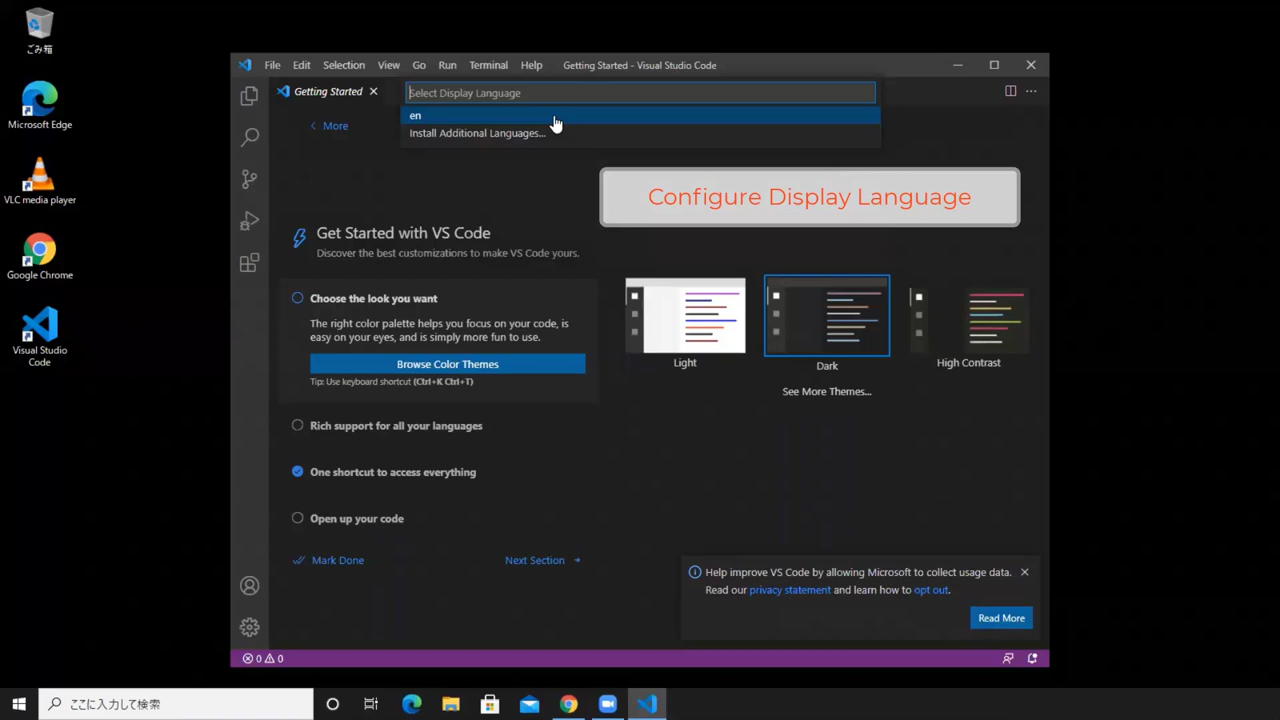 ごみ箱
Microsoft Edge
VLC media player
Google Chrome
Visual Studio
Code
File Edit Selection View Go Run Terminal Help Getting Started - Visual Studio Code
Getting Started
Select Display Language
en
Install Additional Languages...
More
Configure Display Language
Get Started with VS Code
Discover the best customizations to make VS Code yours.
Choose the look you want
The right color palette helps you focus on your code, is
easy on your eyes, and is simply more fun to use.
Browse Color Themes
Tip: Use keyboard shortcut (Ctrl+K Ctrl+T)
Light
Dark
High Contrast
See More Themes...
Rich support for all your languages
One shortcut to access everything
Open up your code
Mark Done
Next Section
Help improve VS Code by allowing Microsoft to collect usage data.
Read our privacy statement and learn how to opt out.
Read More
0 0
ここに入力して検索